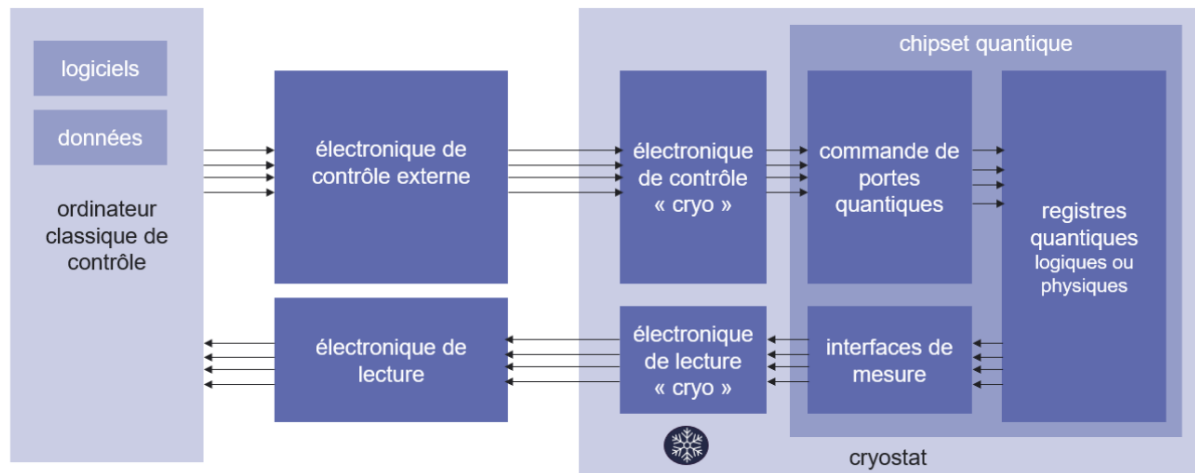 logiciels
données
ordinateur
classique de
contrôle
électronique de
contrôle externe
électronique de
lecture
électronique
de contrôle
« cryo »
électronique
de lecture
« cryo »
chipset quantique
commande de
portes
quantiques
interfaces de
mesure
registres
quantiques
logiques ou
physiques
cryostat